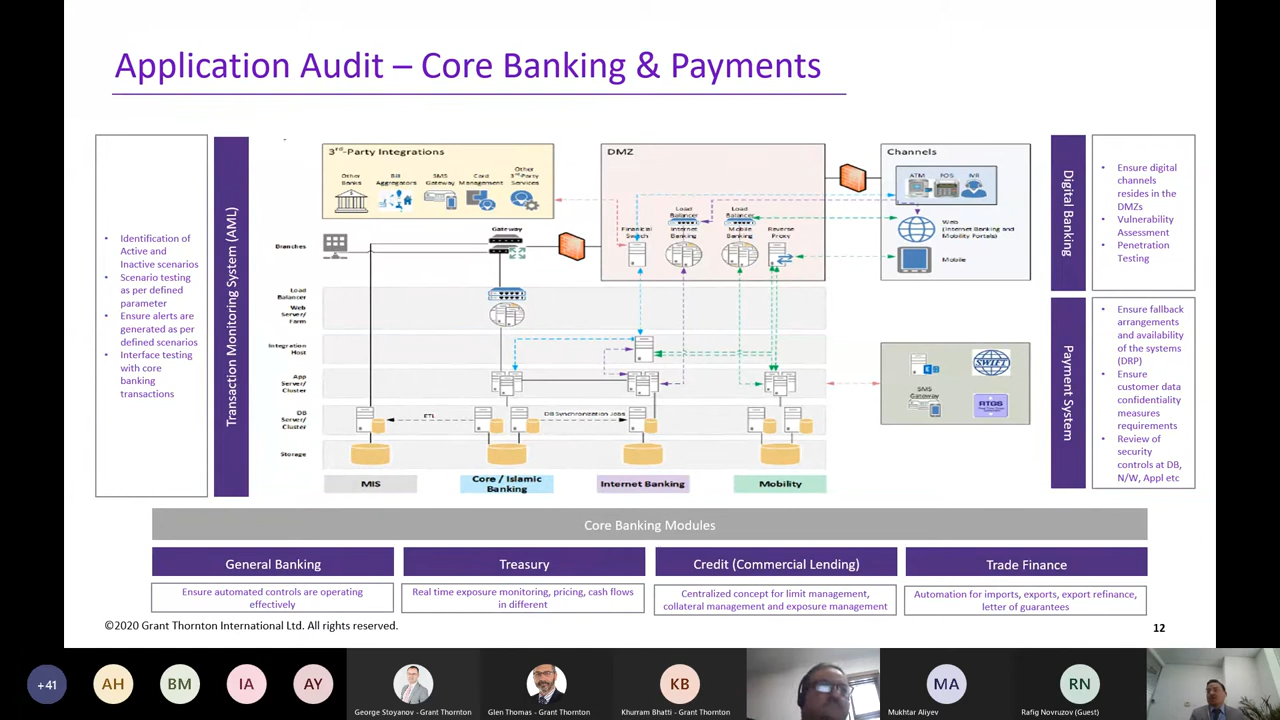 Application Audit – Core Banking & Payments
• Identification of
Active and
Inactive scenarios
• Scenario testing
as per defined
parameter
• Ensure alerts are
generated as per
defined scenarios
• Interface testing
with core
banking
transactions
Transaction Monitoring System (AML)
3rd-Party Integrations
Other
Banks
Bill
Aggregators
SMS
Gateway
Card
Management
Other
3rd-Party
Services
DMZ
Channels
ATM
POS
IVR
Load
Balancer
Load
Balancer
Financial
Switch
Internet
Banking
Mobile
Banking
Reverse
Proxy
Web
(Internet Banking and
Mobility Portals)
Mobile
Branches
Gateway
Load
Balancer
Web
Server/
Farm
Integration
Host
App
Server/
Cluster
DB
Server/
Cluster
ETL
DB Synchronization Jobs
Storage
SWIFT
SMS
Gateway
RTGS
MIS
Core / Islamic
Banking
Internet Banking
Mobility
Digital Banking
• Ensure digital
channels
resides in the
DMZs
• Vulnerability
Assessment
• Penetration
Testing
Payment System
• Ensure fallback
arrangements
and availability
of the systems
(DRP)
• Ensure
customer data
confidentiality
measures
requirements
• Review of
security
controls at DB,
N/W, Appl etc
Core Banking Modules
General Banking
Ensure automated controls are operating
effectively
Treasury
Real time exposure monitoring, pricing, cash flows
in different
Credit (Commercial Lending)
Centralized concept for limit management,
collateral management and exposure management
Trade Finance
Automation for imports, exports, export refinance,
letter of guarantees
©2020 Grant Thornton International Ltd. All rights reserved.
12
+41
AH
BM
IA
AY
George Stoyanov - Grant Thornton
Glen Thomas - Grant Thornton
KB
Khurram Bhatti - Grant Thornton
MA
Mukhtar Aliyev
RN
Rafig Novruzov (Guest)